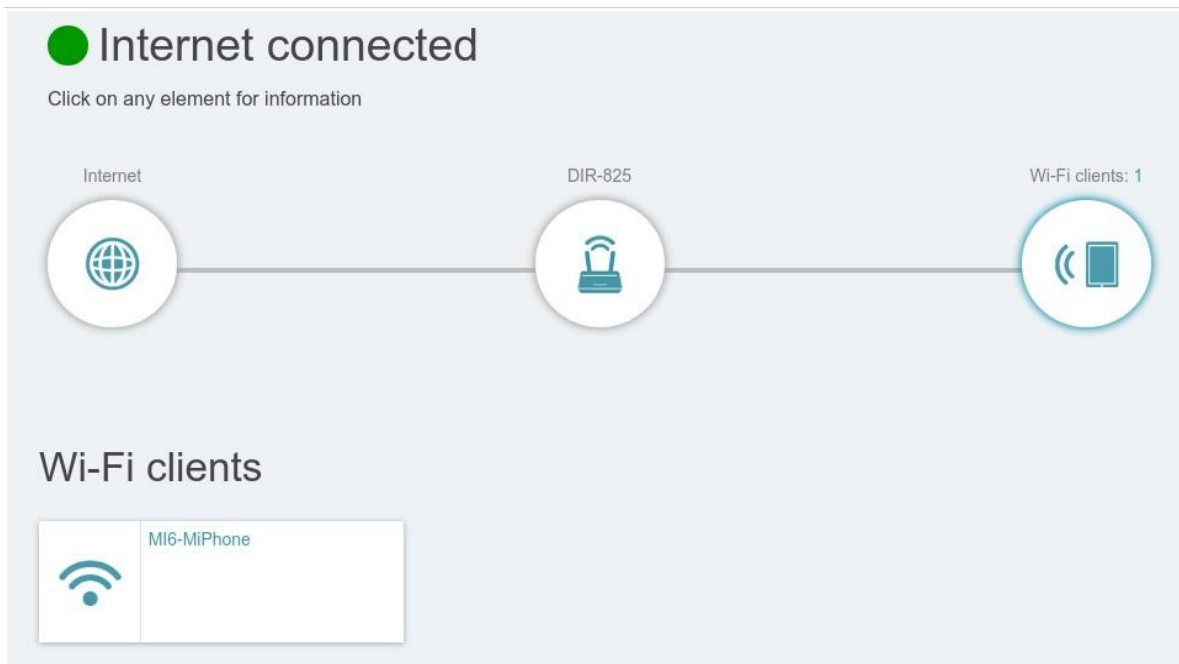 Internet connected
Click on any element for information
Internet
DIR-825
Wi-Fi clients: 1
Wi-Fi clients
MI6-MiPhone